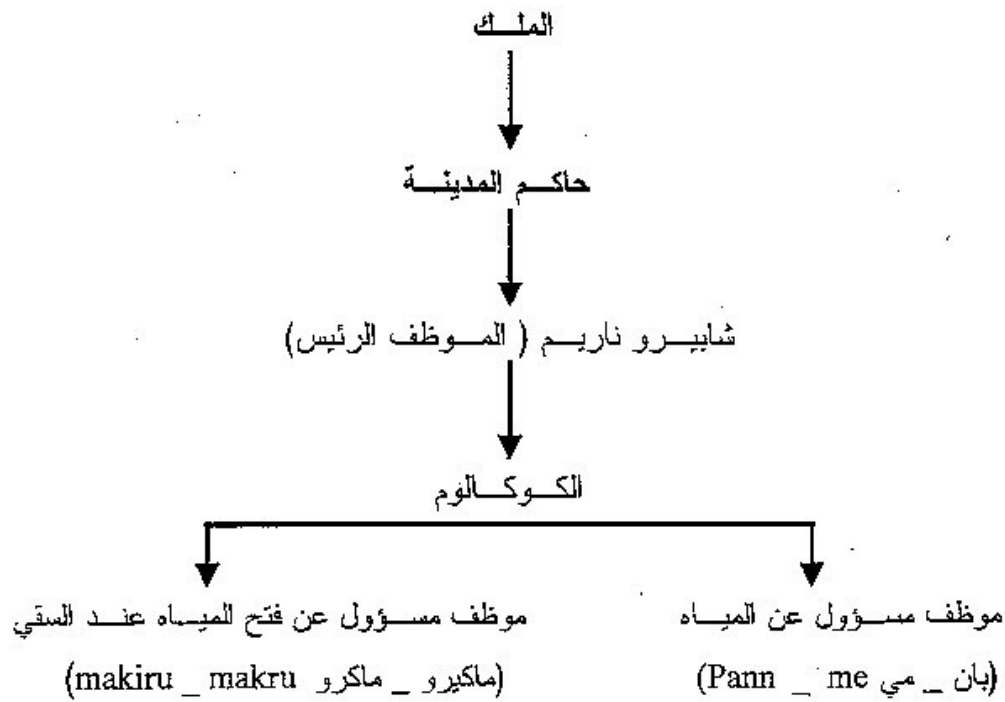 الملك
حاكم المدينة
شابيرو ناريم ( الموظف الرئيس)
الكوكالوم
موظف مسؤول عن المياه
(بان _ مي Pann _ me)
موظف مسؤول عن فتح المياه عند السقي
(ماكيرو _ ماكرو makiru _ makru)